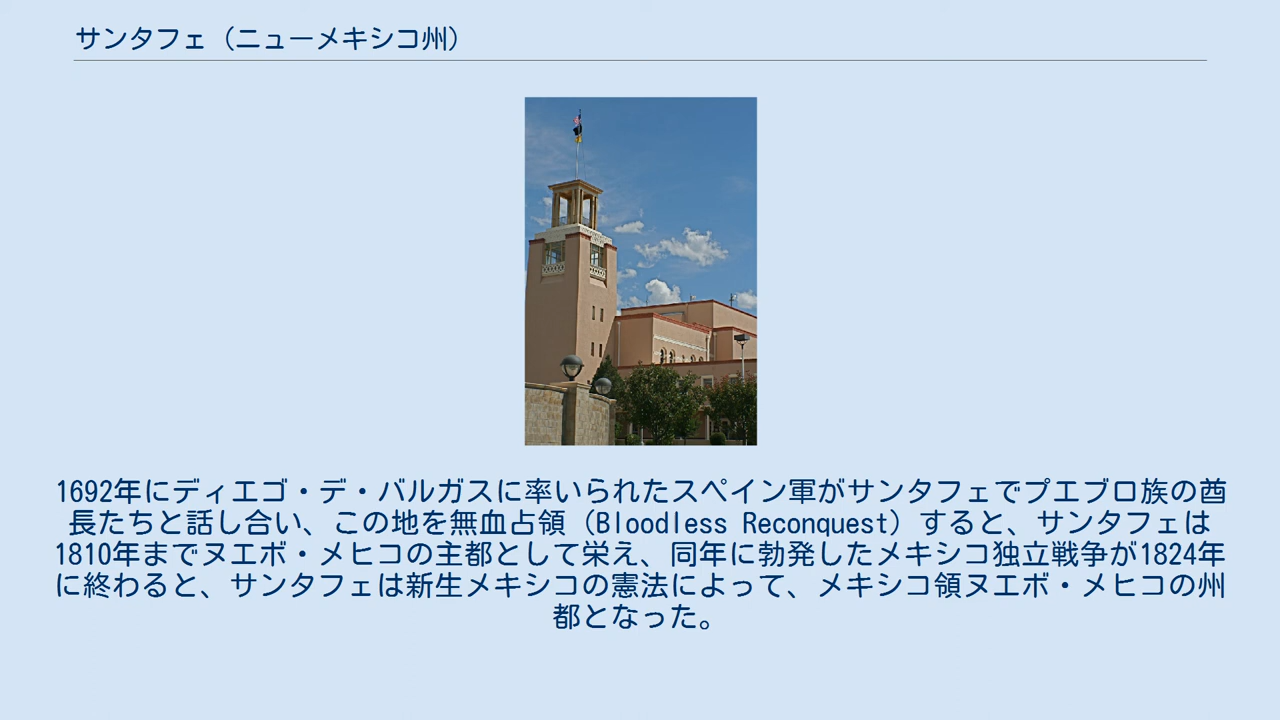 サンタフェ（ニューメキシコ州）
1692年にディエゴ・デ・バルガスに率いられたスペイン軍がサンタフェでプエブロ族の酋
長たちと話し合い、この地を無血占領（Bloodless Reconquest）すると、サンタフェは
1810年までヌエボ・メヒコの主都として栄え、同年に勃発したメキシコ独立戦争が1824年
に終わると、サンタフェは新生メキシコの憲法によって、メキシコ領ヌエボ・メヒコの州
都となった。